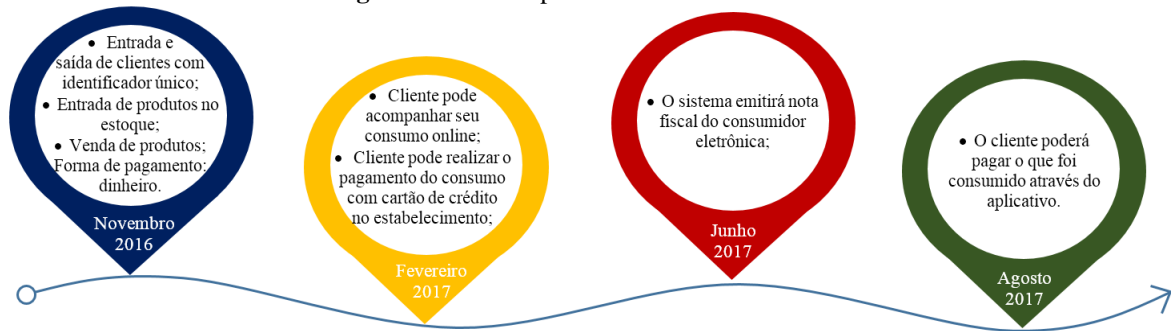 • Entrada e
saída de clientes com
identificador único;
• Entrada de produtos no
estoque;
• Venda de produtos;
Forma de pagamento:
dinheiro.
Novembro
2016
• Cliente pode
acompanhar seu
consumo online;
• Cliente pode realizar o
pagamento do consumo
com cartão de crédito
no estabelecimento;
Fevereiro
2017
• O sistema emitirá nota
fiscal do consumidor
eletrônica;
Junho
2017
• O cliente poderá
pagar o que foi
consumido através do
aplicativo.
Agosto
2017